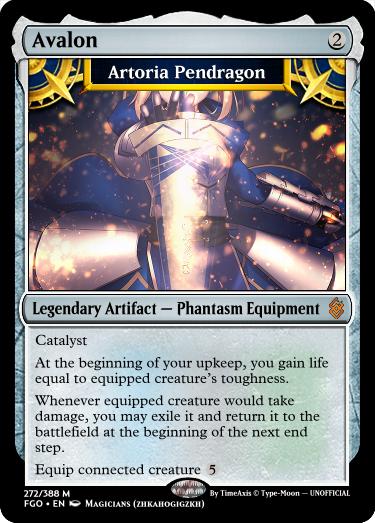 Avalon 2
Artoria Pendragon
Legendary Artifact — Phantasm Equipment
Catalyst
At the beginning of your upkeep, you gain life
equal to equipped creature's toughness.
Whenever equipped creature would take
damage, you may exile it and return it to the
battlefield at the beginning of the next end
step.
Equip connected creature 5
272/388 M
FGO • EN Magicians (zhkahogigzkh)
By TimeAxis © Type-Moon — UNOFFICIAL